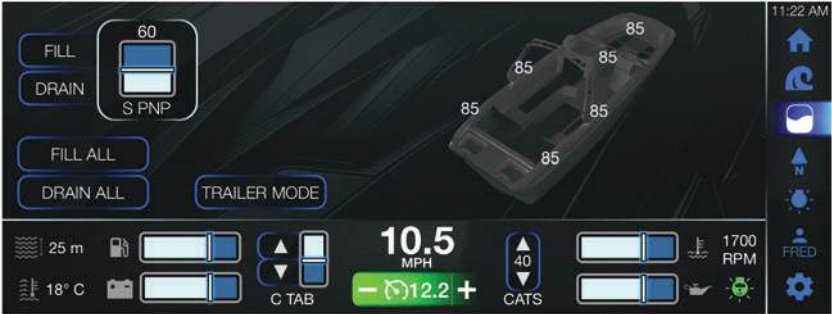 11:22 AM
60
FILL
DRAIN
S PNP
FILL ALL
DRAIN ALL
TRAILER MODE
85
85
85
85
85
85
N
FRED
25 m
18° C
C TAB
10.5
MPH
12.2
40
CATS
1700
RPM